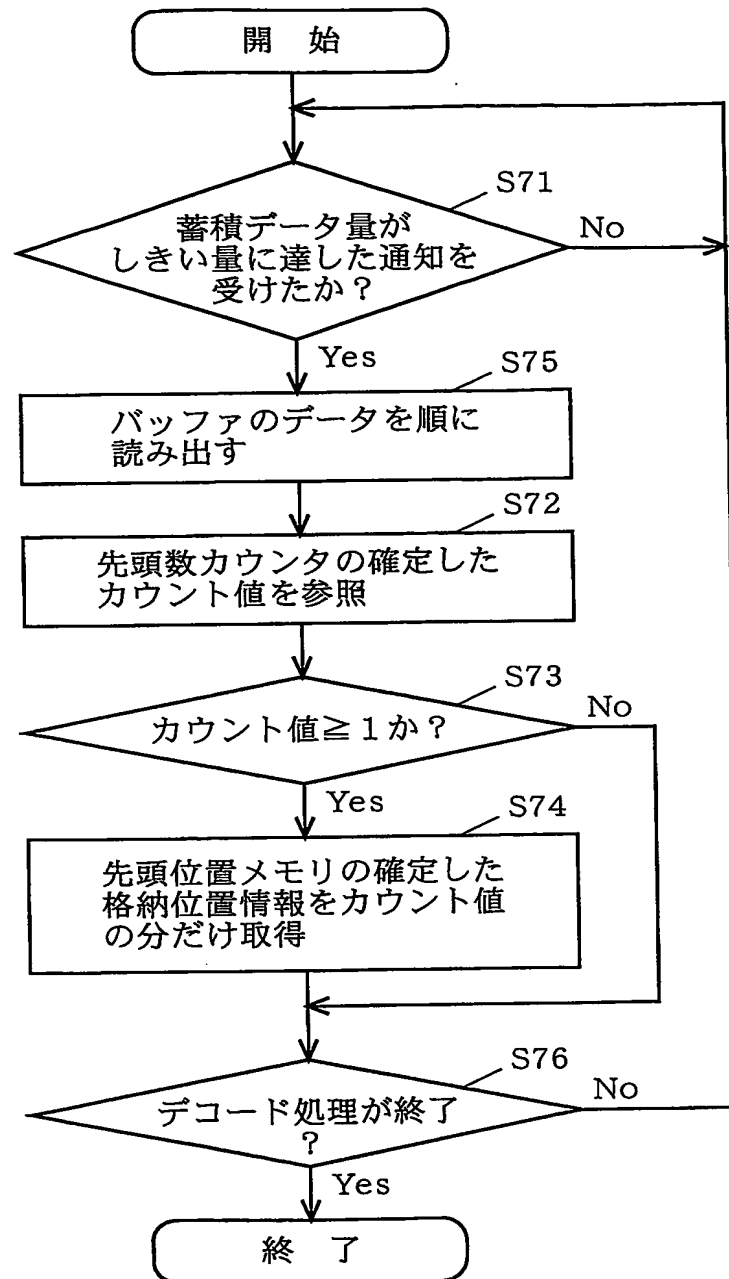 開 始
S71
蓄積データ量が
しきい量に達した通知を
受けたか？
No
Yes
S75
バッファのデータを順に
読み出す
S72
先頭数カウンタの確定した
カウント値を参照
S73
カウント値≧1か？
No
Yes
S74
先頭位置メモリの確定した
格納位置情報をカウント値
の分だけ取得
S76
デコード処理が終了
？
No
Yes
終 了